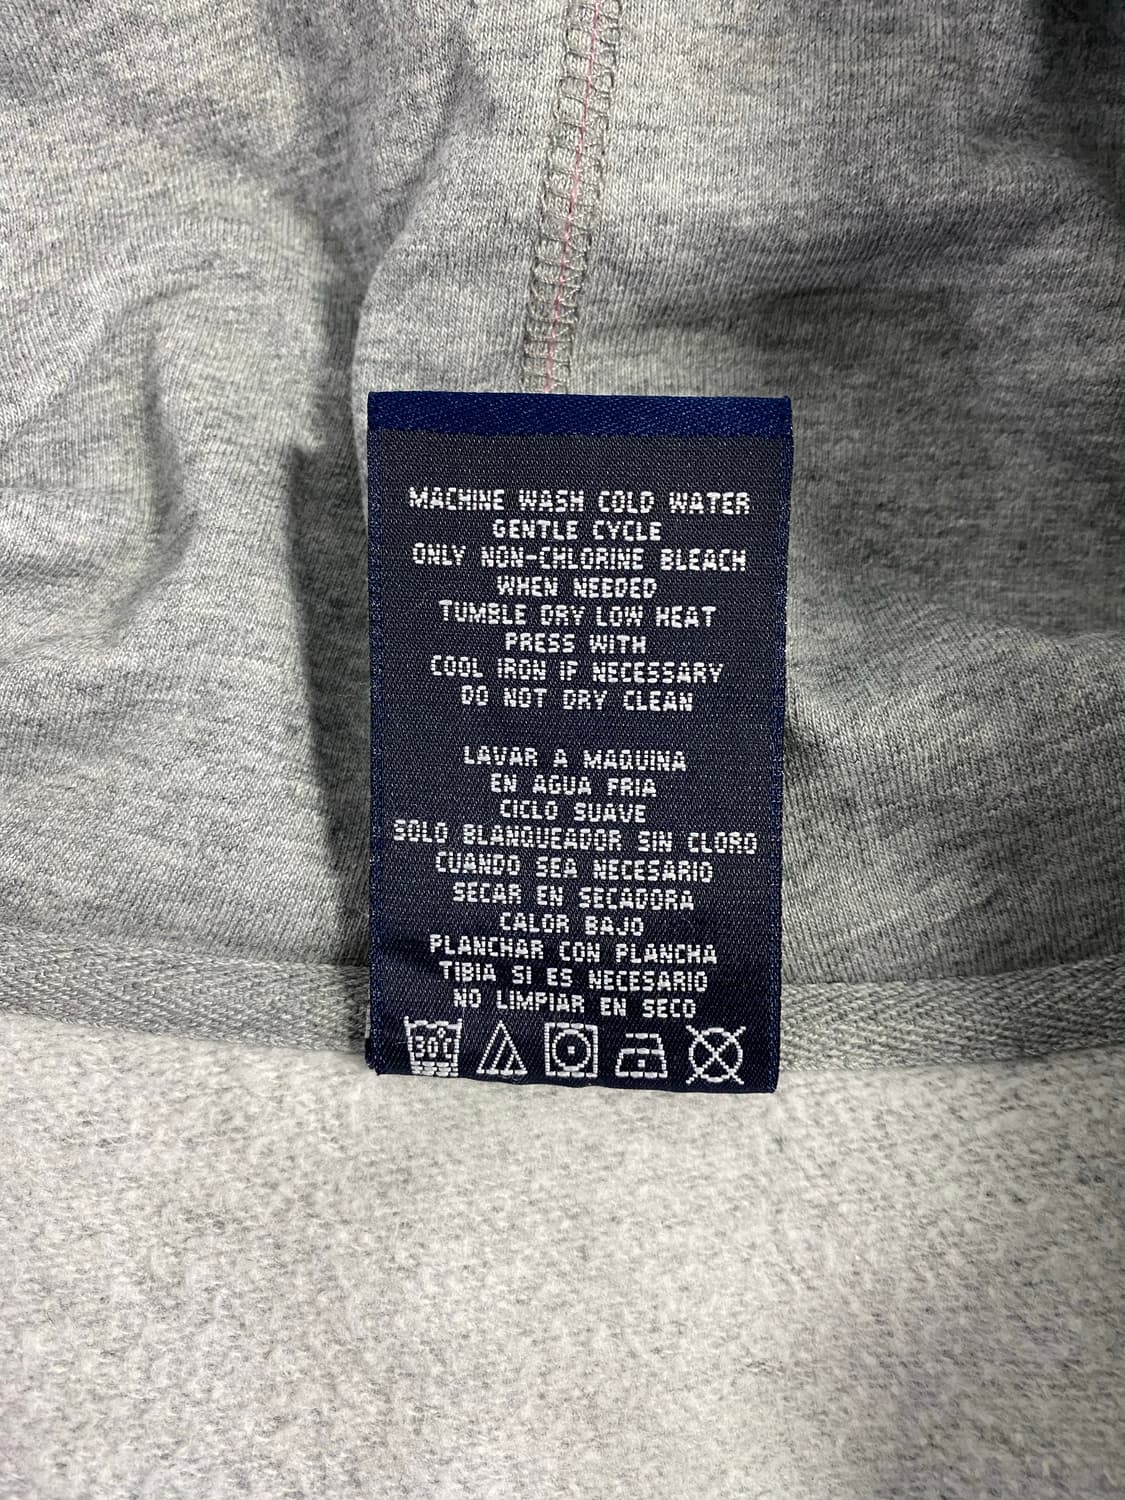 MACHINE WASH COLD WATER
GENTLE CYCLE
ONLY NON-CHLORINE BLEACH
WHEN NEEDED
TUMBLE DRY LOW HEAT
PRESS WITH
COOL IRON IF NECESSARY
DO NOT DRY CLEAN
LAVAR A MAQUINA
EN AGUA FRIA
CICLO SUAVE
SOLO BLANQUEADOR SIN CLORO
CUANDO SEA NECESARIO
SECAR EN SECADORA
CALOR BAJO
PLANCHAR CON PLANCHA
TIBIA SI ES NECESARIO
NO LIMPIAR EN SECO
30°C